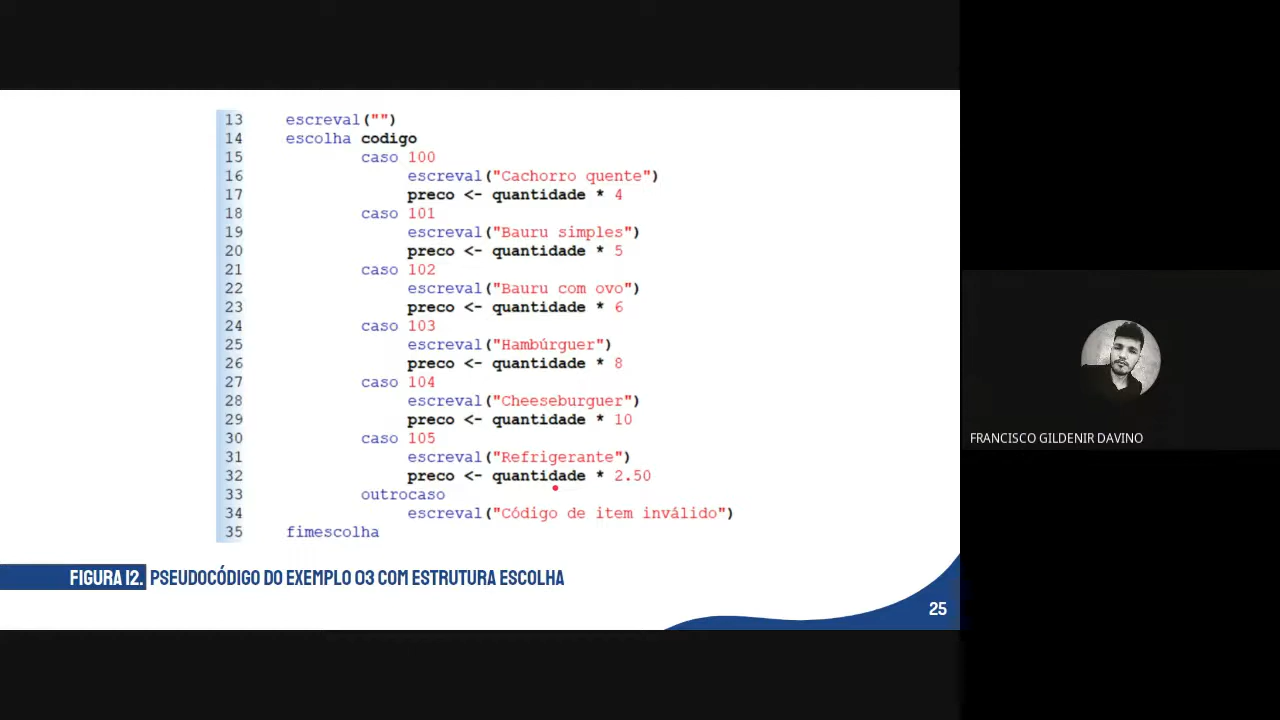 13 escreval("")
14 escolha codigo
15 caso 100
16 escreval("Cachorro quente")
17 preco <- quantidade * 4
18 caso 101
19 escreval("Bauru simples")
20 preco <- quantidade * 5
21 caso 102
22 escreval("Bauru com ovo")
23 preco <- quantidade * 6
24 caso 103
25 escreval("Hambúrguer")
26 preco <- quantidade * 8
27 caso 104
28 escreval("Cheeseburguer")
29 preco <- quantidade * 10
30 caso 105
31 escreval("Refrigerante")
32 preco <- quantidade * 2.50
33 outrocaso
34 escreval("Código de item inválido")
35 fimescolha
FIGURA 12. PSEUDOCÓDIGO DO EXEMPLO 03 COM ESTRUTURA ESCOLHA
25
FRANCISCO GILDENIR DAVINO